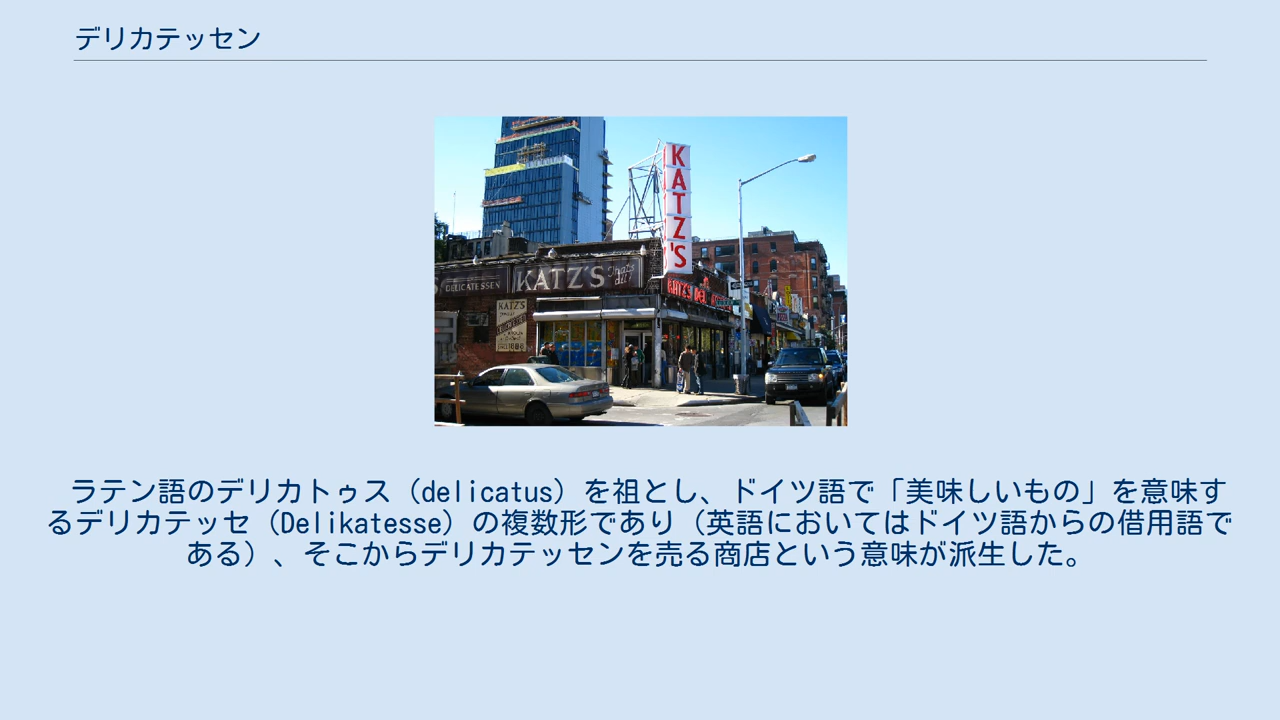 デリカテッセン
KATZ'S
DELICATESSEN
KATZ'S
KATZ'S
ラテン語のデリカトゥス（delicatus）を祖とし、ドイツ語で「美味しいもの」を意味す
るデリカテッセ（Delikatesse）の複数形であり（英語においてはドイツ語からの借用語で
ある）、そこからデリカテッセンを売る商店という意味が派生した。